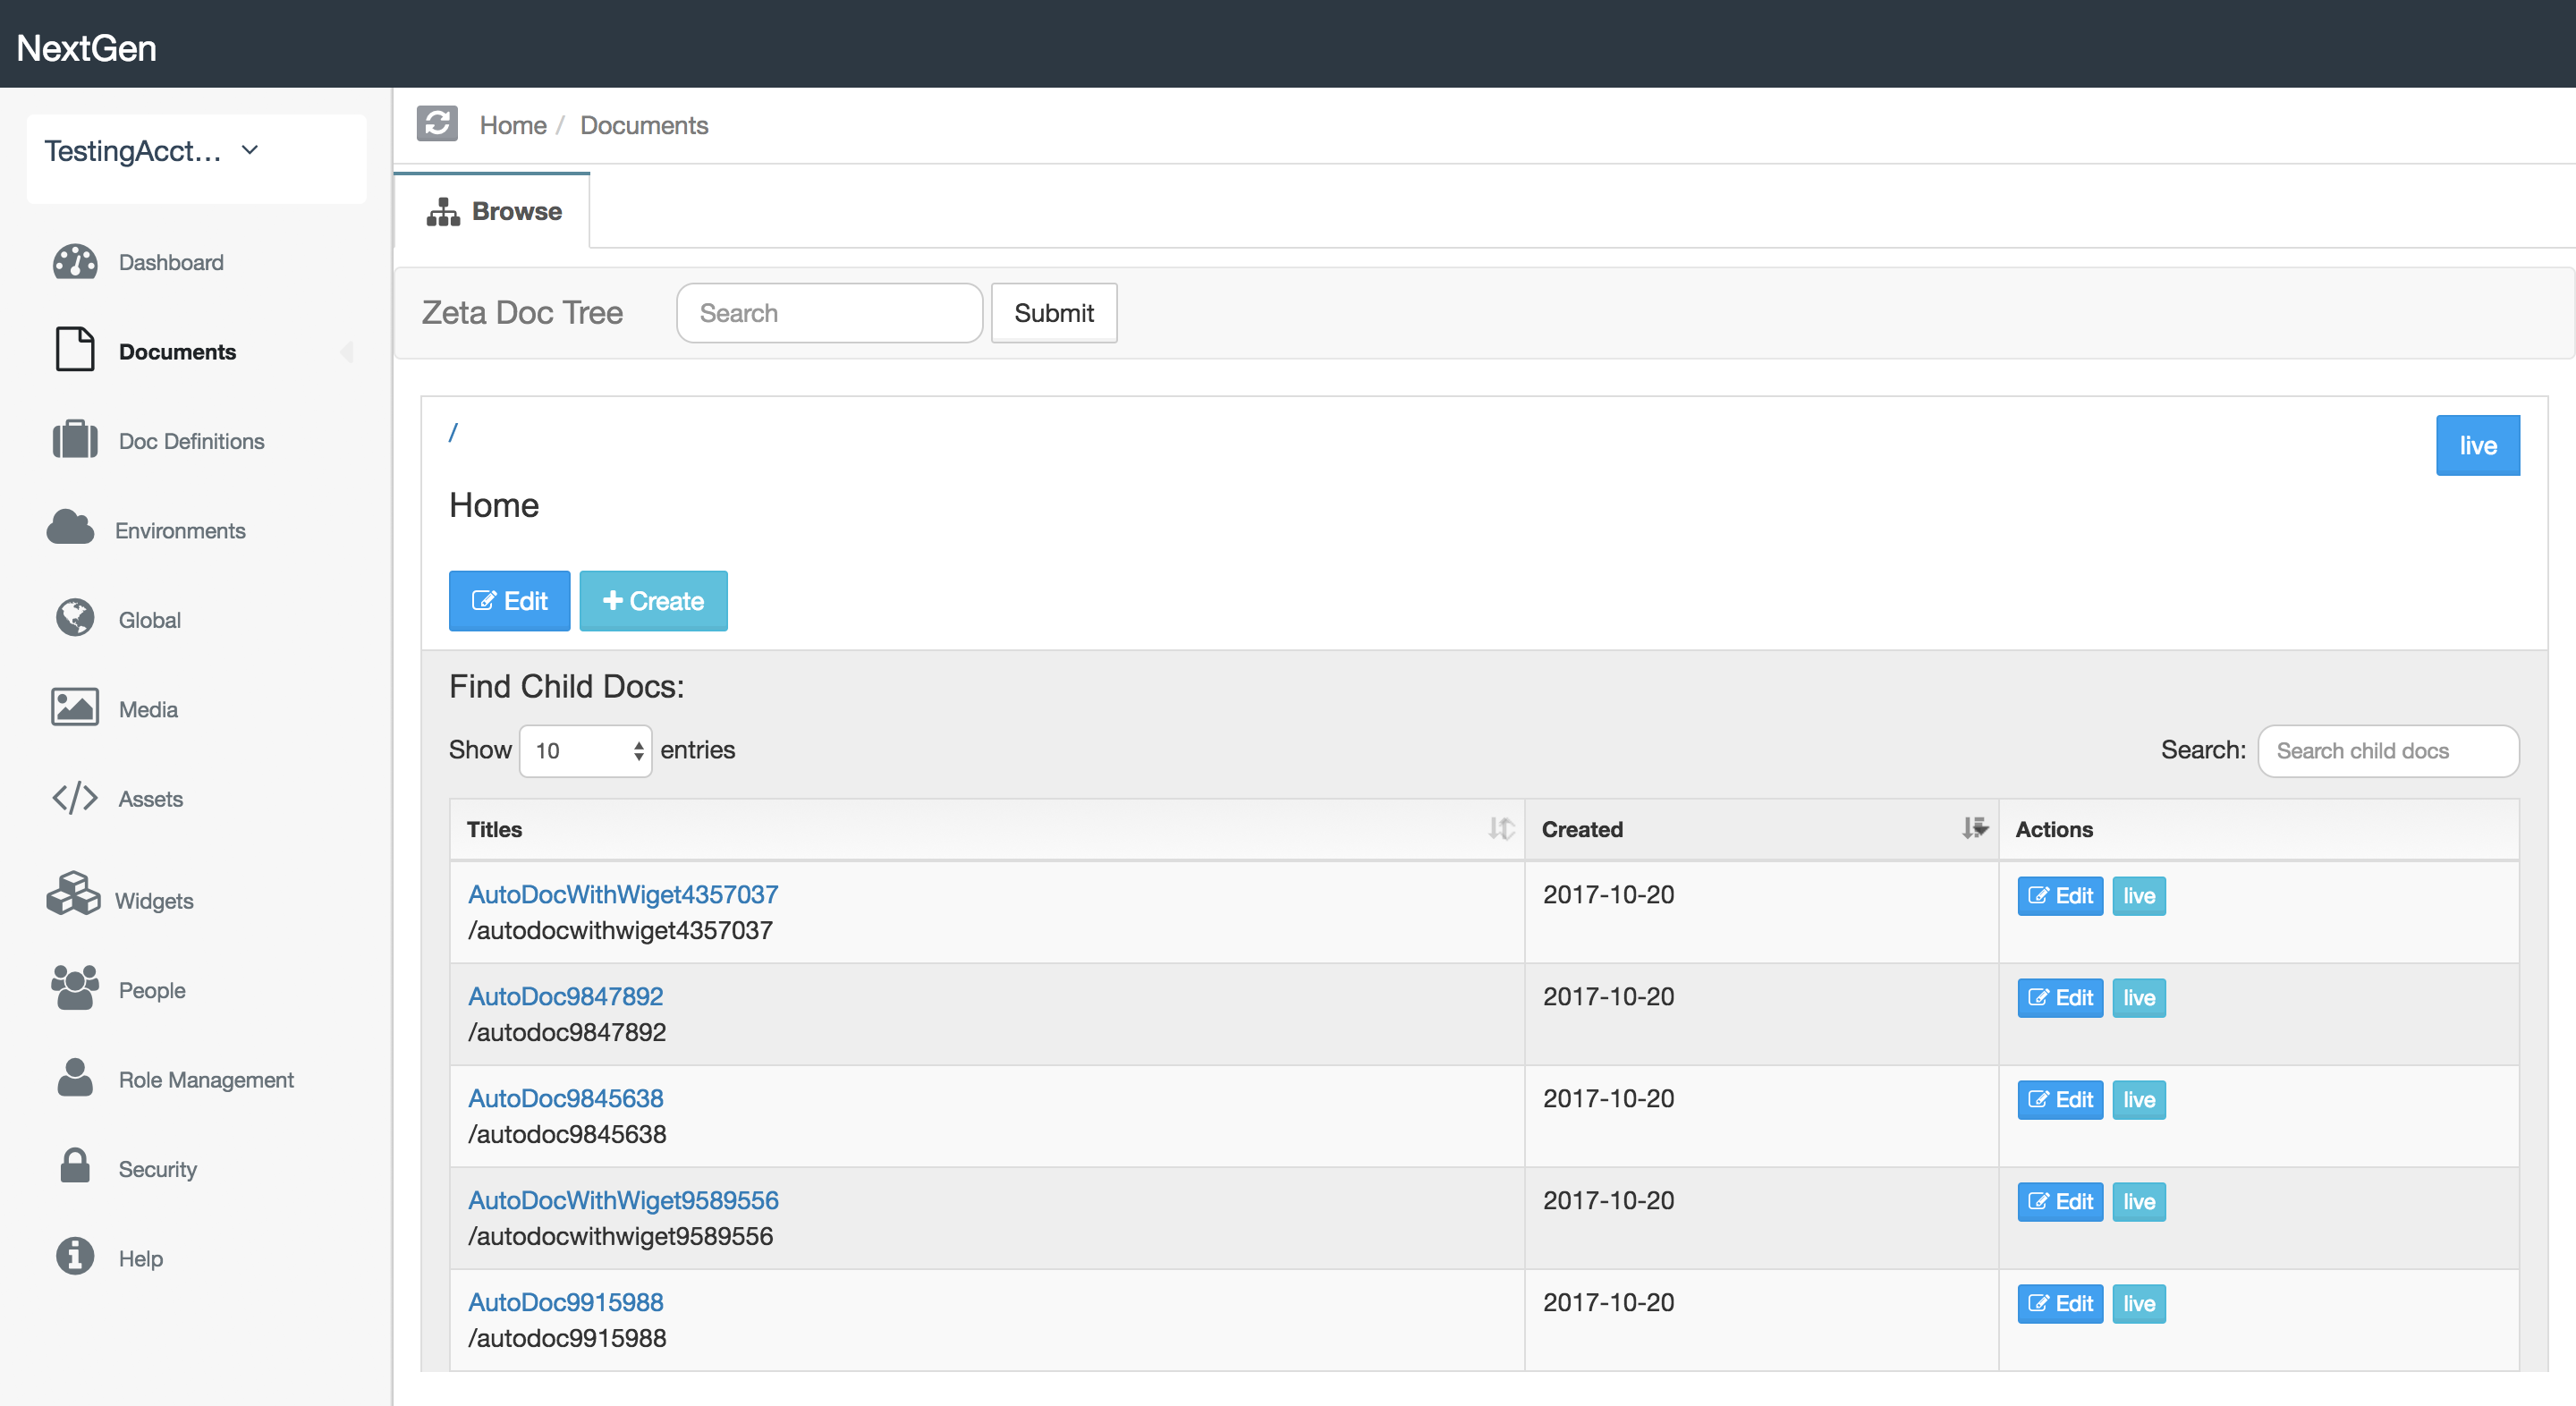 NextGen
TestingAcct...
Home / Documents
Browse
Dashboard
Documents
Doc Definitions
Environments
Global
Media
Assets
Widgets
People
Role Management
Security
Help
Zeta Doc Tree Search Submit
/
live
Home
Edit Create
Find Child Docs:
Show 10 entries Search: Search child docs
Titles Created Actions
AutoDocWithWiget4357037 2017-10-20 Edit live
/autodocwithwiget4357037
AutoDoc9847892 2017-10-20 Edit live
/autodoc9847892
AutoDoc9845638 2017-10-20 Edit live
/autodoc9845638
AutoDocWithWiget9589556 2017-10-20 Edit live
/autodocwithwiget9589556
AutoDoc9915988 2017-10-20 Edit live
/autodoc9915988